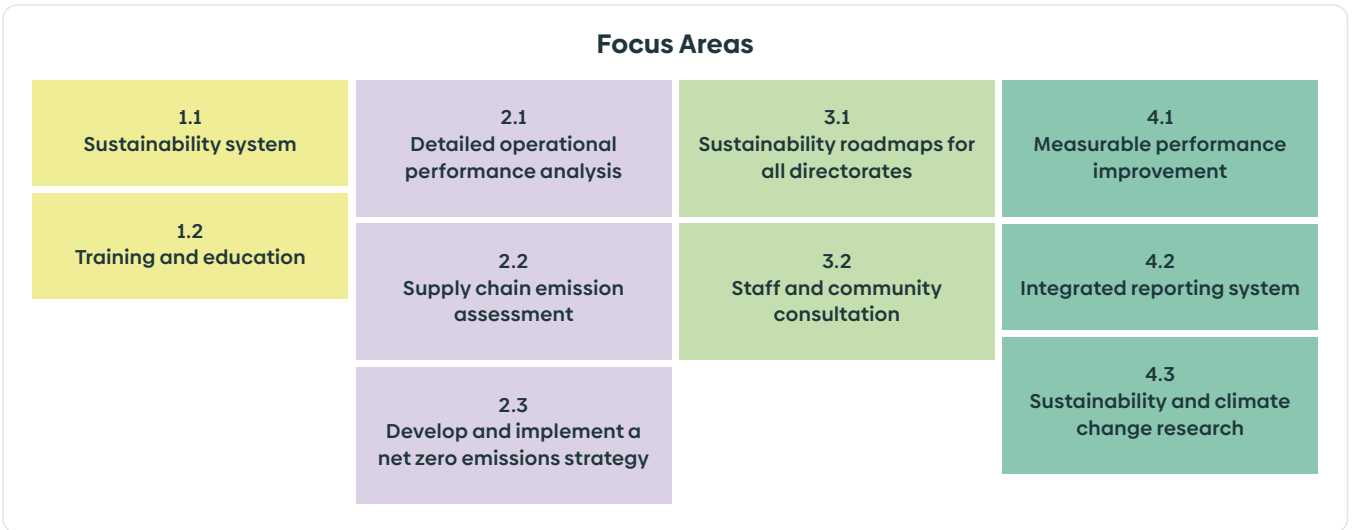 Focus Areas
1.1
Sustainability system
1.2
Training and education
2.1
Detailed operational
performance analysis
2.2
Supply chain emission
assessment
2.3
Develop and implement a
net zero emissions strategy
3.1
Sustainability roadmaps for
all directorates
3.2
Staff and community
consultation
4.1
Measurable performance
improvement
4.2
Integrated reporting system
4.3
Sustainability and climate
change research